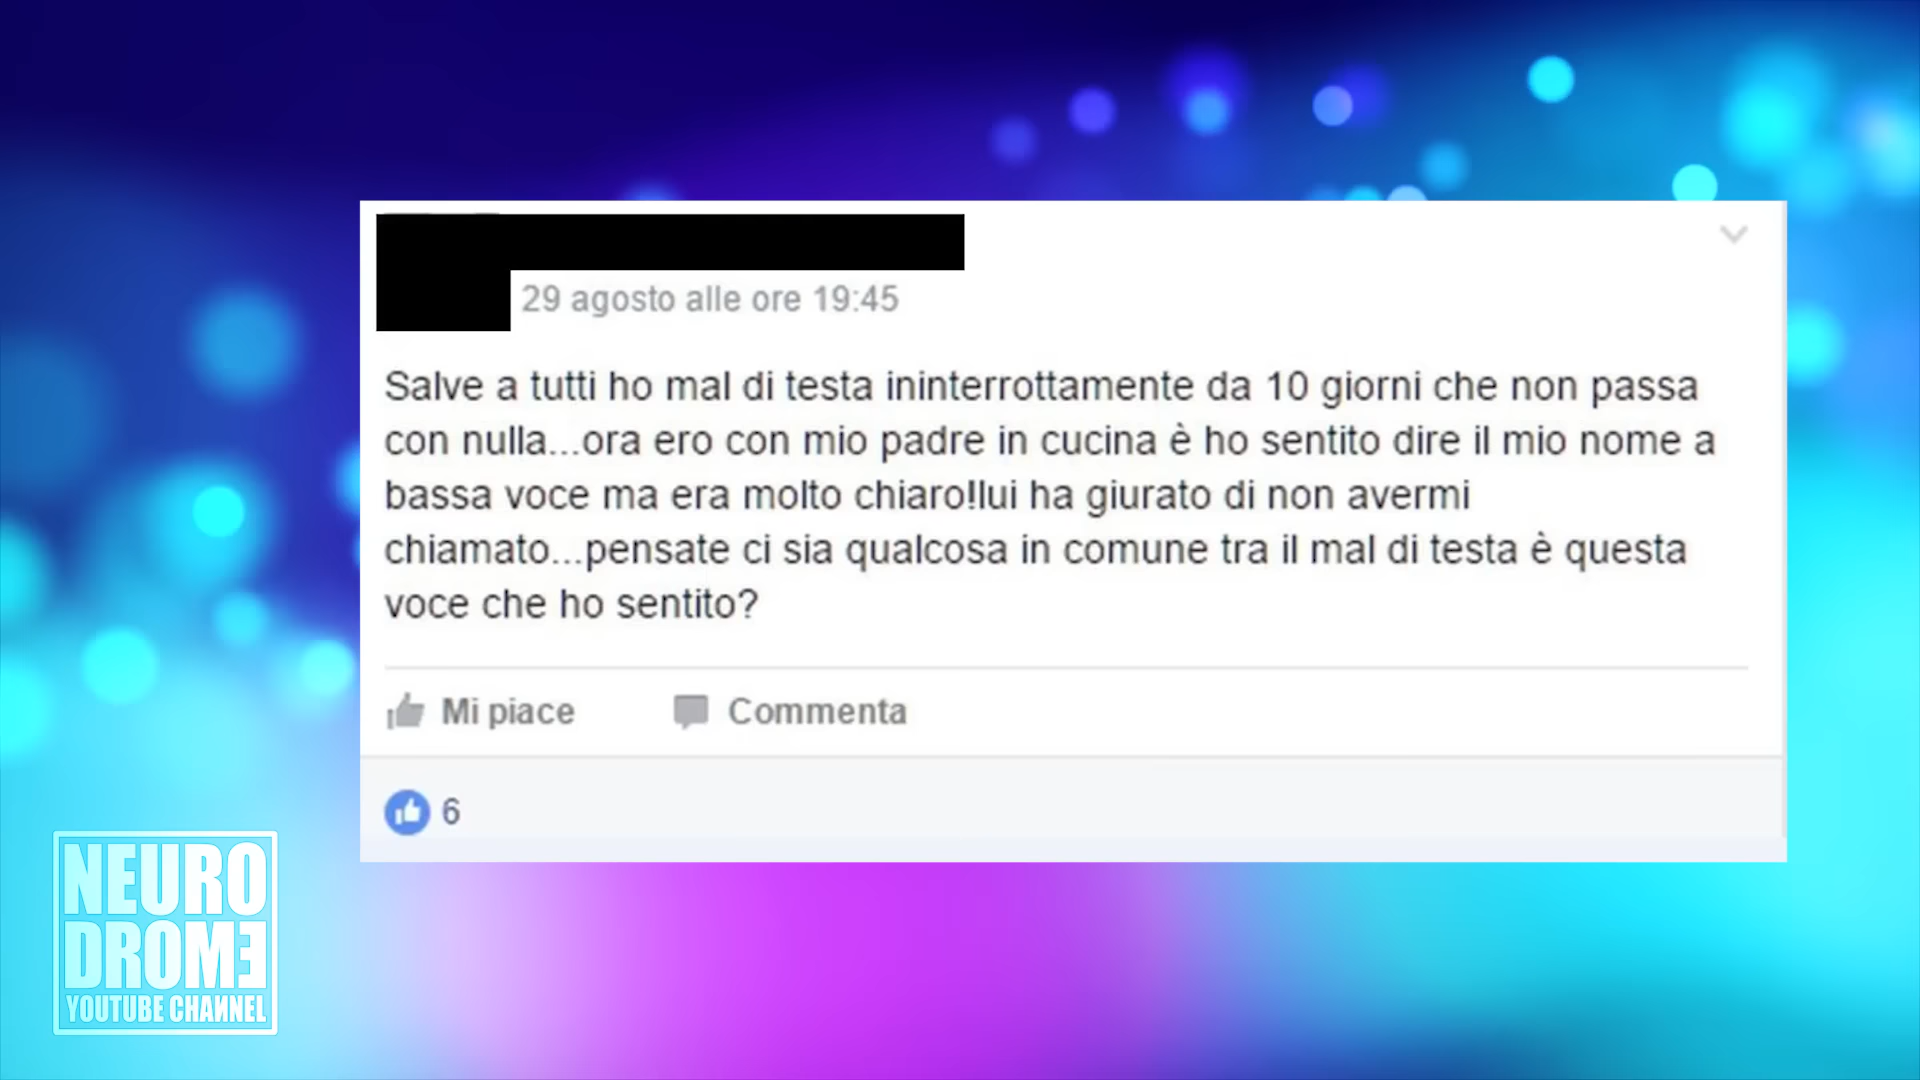 29 agosto alle ore 19:45
Salve a tutti ho mal di testa ininterrottamente da 10 giorni che non passa
con nulla...ora ero con mio padre in cucina è ho sentito dire il mio nome a
bassa voce ma era molto chiaro!lui ha giurato di non avermi
chiamato...pensate ci sia qualcosa in comune tra il mal di testa è questa
voce che ho sentito?
Mi piace Commenta
6
NEURO
DROME
YOUTUBE CHANNEL